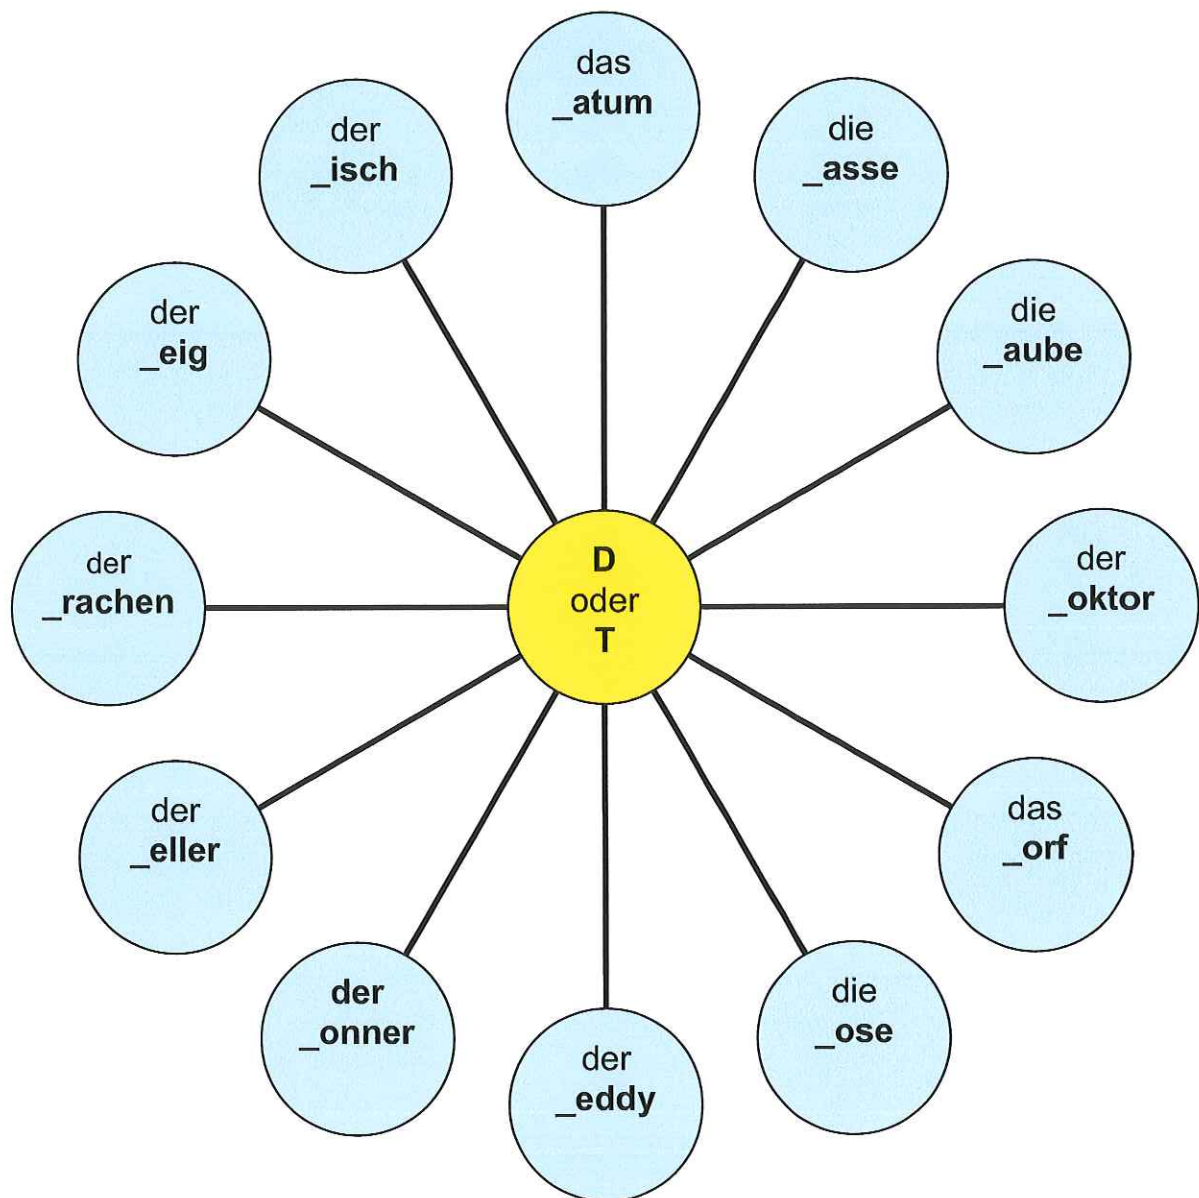 das
_atum
die
_asse
die
_aube
der
_oktor
das
_orf
die
_ose
der
_eddy
der
_onner
der
_eller
der
_rachen
der
_eig
der
_isch
D
oder
T